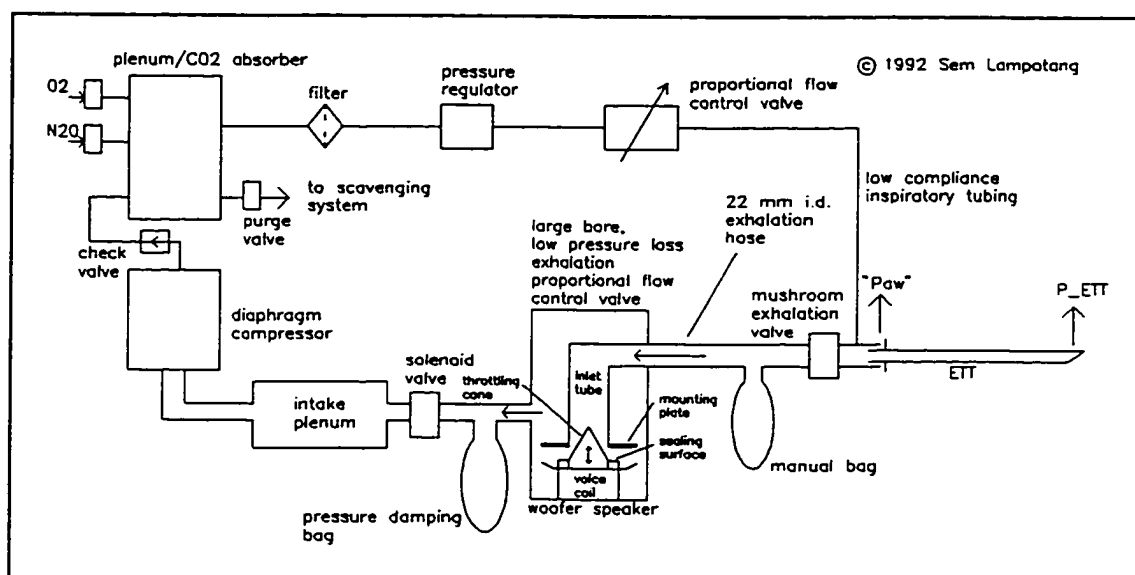 plenum/CO2 absorber
O2
N2O
filter
pressure
regulator
proportional flow
control valve
© 1992 Sem Lampotang
low compliance
inspiratory tubing
to scavenging
system
purge valve
check
valve
22 mm i.d.
exhalation
hose
large bore,
low pressure loss
exhalation
proportional flow
control valve
"Paw"
P_ETT
mushroom
exhalation
valve
ETT
diaphragm
compressor
solenoid
valve
throttling
cone
inlet
tube
mounting
plate
sealing
surface
intake
plenum
voice
coil
manual bag
woofer speaker
pressure damping
bag